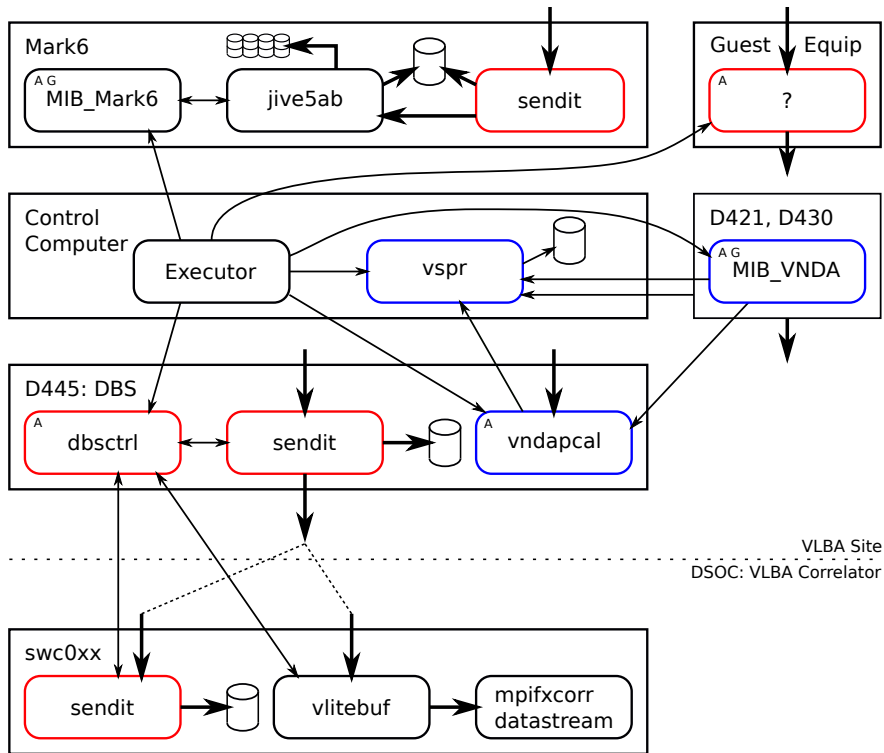 Mark6
A G
MIB_Mark6
jive5ab
sendit
Guest Equip
A
?
Control
Computer
Executor
vspr
D421, D430
A G
MIB_VNDA
D445: DBS
A
dbsctrl
sendit
A
vndapcal
VLBA Site
DSOC: VLBA Correlator
swc0xx
sendit
vlitebuf
mpifxcorr
datastream